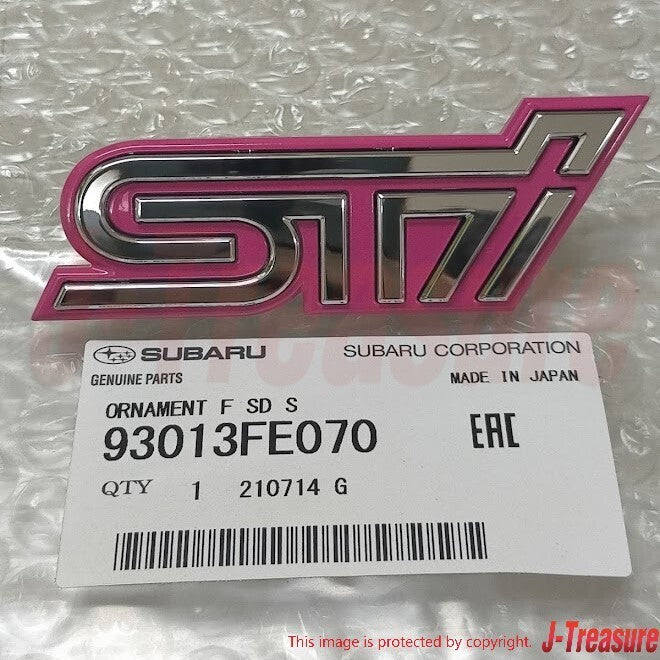 STi
SUBARU SUBARU CORPORATION
GENUINE PARTS MADE IN JAPAN
ORNAMENT F SD S
93013FE070 EAC
QTY 1 210714 G
This image is protected by copyright. J-Treasure